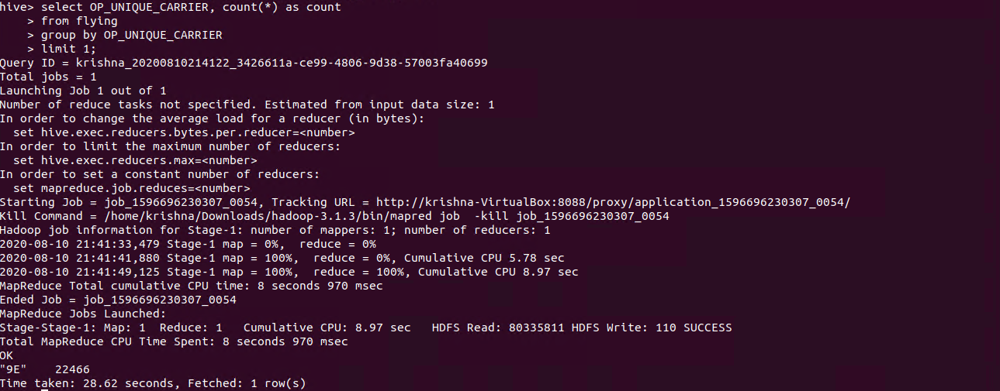 hive> select OP_UNIQUE_CARRIER, count(*) as count
    > from flying
    > group by OP_UNIQUE_CARRIER
    > limit 1;
Query ID = krishna_20200810214122_3426611a-ce99-4806-9d38-57003fa40699
Total jobs = 1
Launching Job 1 out of 1
Number of reduce tasks not specified. Estimated from input data size: 1
In order to change the average load for a reducer (in bytes):
  set hive.exec.reducers.bytes.per.reducer=<number>
In order to limit the maximum number of reducers:
  set hive.exec.reducers.max=<number>
In order to set a constant number of reducers:
  set mapreduce.job.reduces=<number>
Starting Job = job_1596696230307_0054, Tracking URL = http://krishna-VirtualBox:8088/proxy/application_1596696230307_0054/
Kill Command = /home/krishna/Downloads/hadoop-3.1.3/bin/mapred job  -kill job_1596696230307_0054
Hadoop job information for Stage-1: number of mappers: 1; number of reducers: 1
2020-08-10 21:41:33,479 Stage-1 map = 0%,  reduce = 0%
2020-08-10 21:41:41,880 Stage-1 map = 100%,  reduce = 0%, Cumulative CPU 5.78 sec
2020-08-10 21:41:49,125 Stage-1 map = 100%,  reduce = 100%, Cumulative CPU 8.97 sec
MapReduce Total cumulative CPU time: 8 seconds 970 msec
Ended Job = job_1596696230307_0054
MapReduce Jobs Launched:
Stage-Stage-1: Map: 1  Reduce: 1   Cumulative CPU: 8.97 sec   HDFS Read: 80335811 HDFS Write: 110 SUCCESS
Total MapReduce CPU Time Spent: 8 seconds 970 msec
OK
"9E"    22466
Time taken: 28.62 seconds, Fetched: 1 row(s)